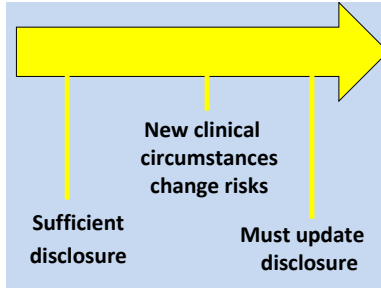 New clinical
circumstances
change risks
Sufficient
disclosure
Must update
disclosure